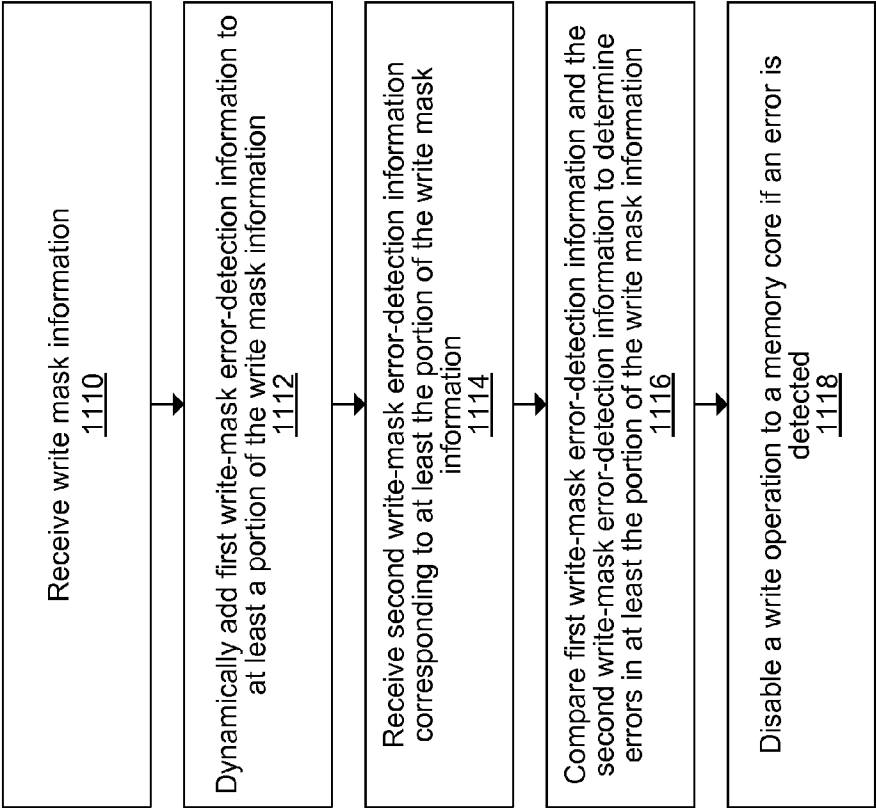 Receive write mask information
1110
Dynamically add first write-mask error-detection information to
at least a portion of the write mask information
1112
Receive second write-mask error-detection information
corresponding to at least the portion of the write mask
information
1114
Compare first write-mask error-detection information and the
second write-mask error-detection information to determine
errors in at least the portion of the write mask information
1116
Disable a write operation to a memory core if an error is
detected
1118